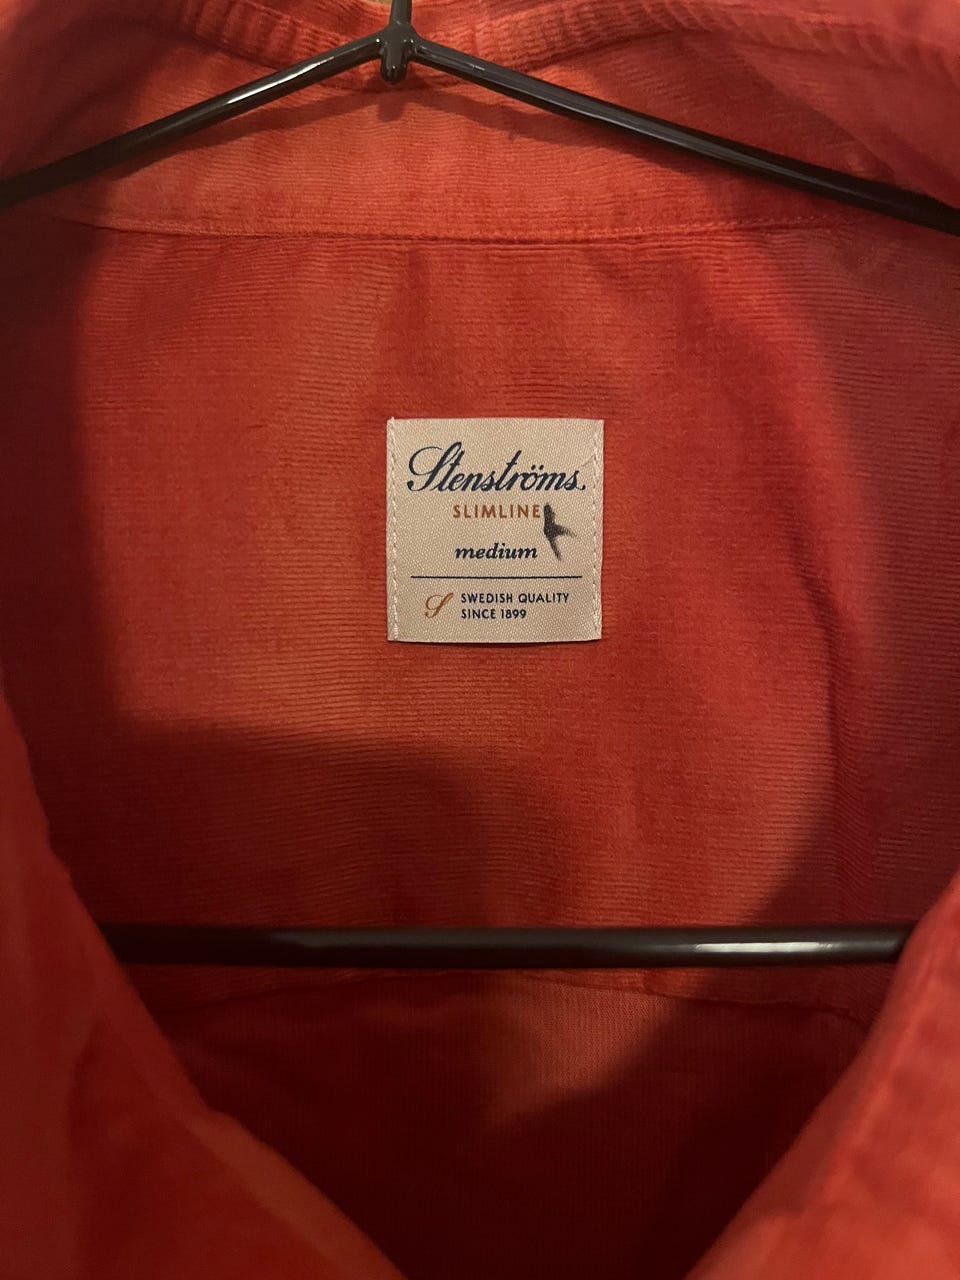 Stenströms
SLIMLINE
medium
S SWEDISH QUALITY
SINCE 1899